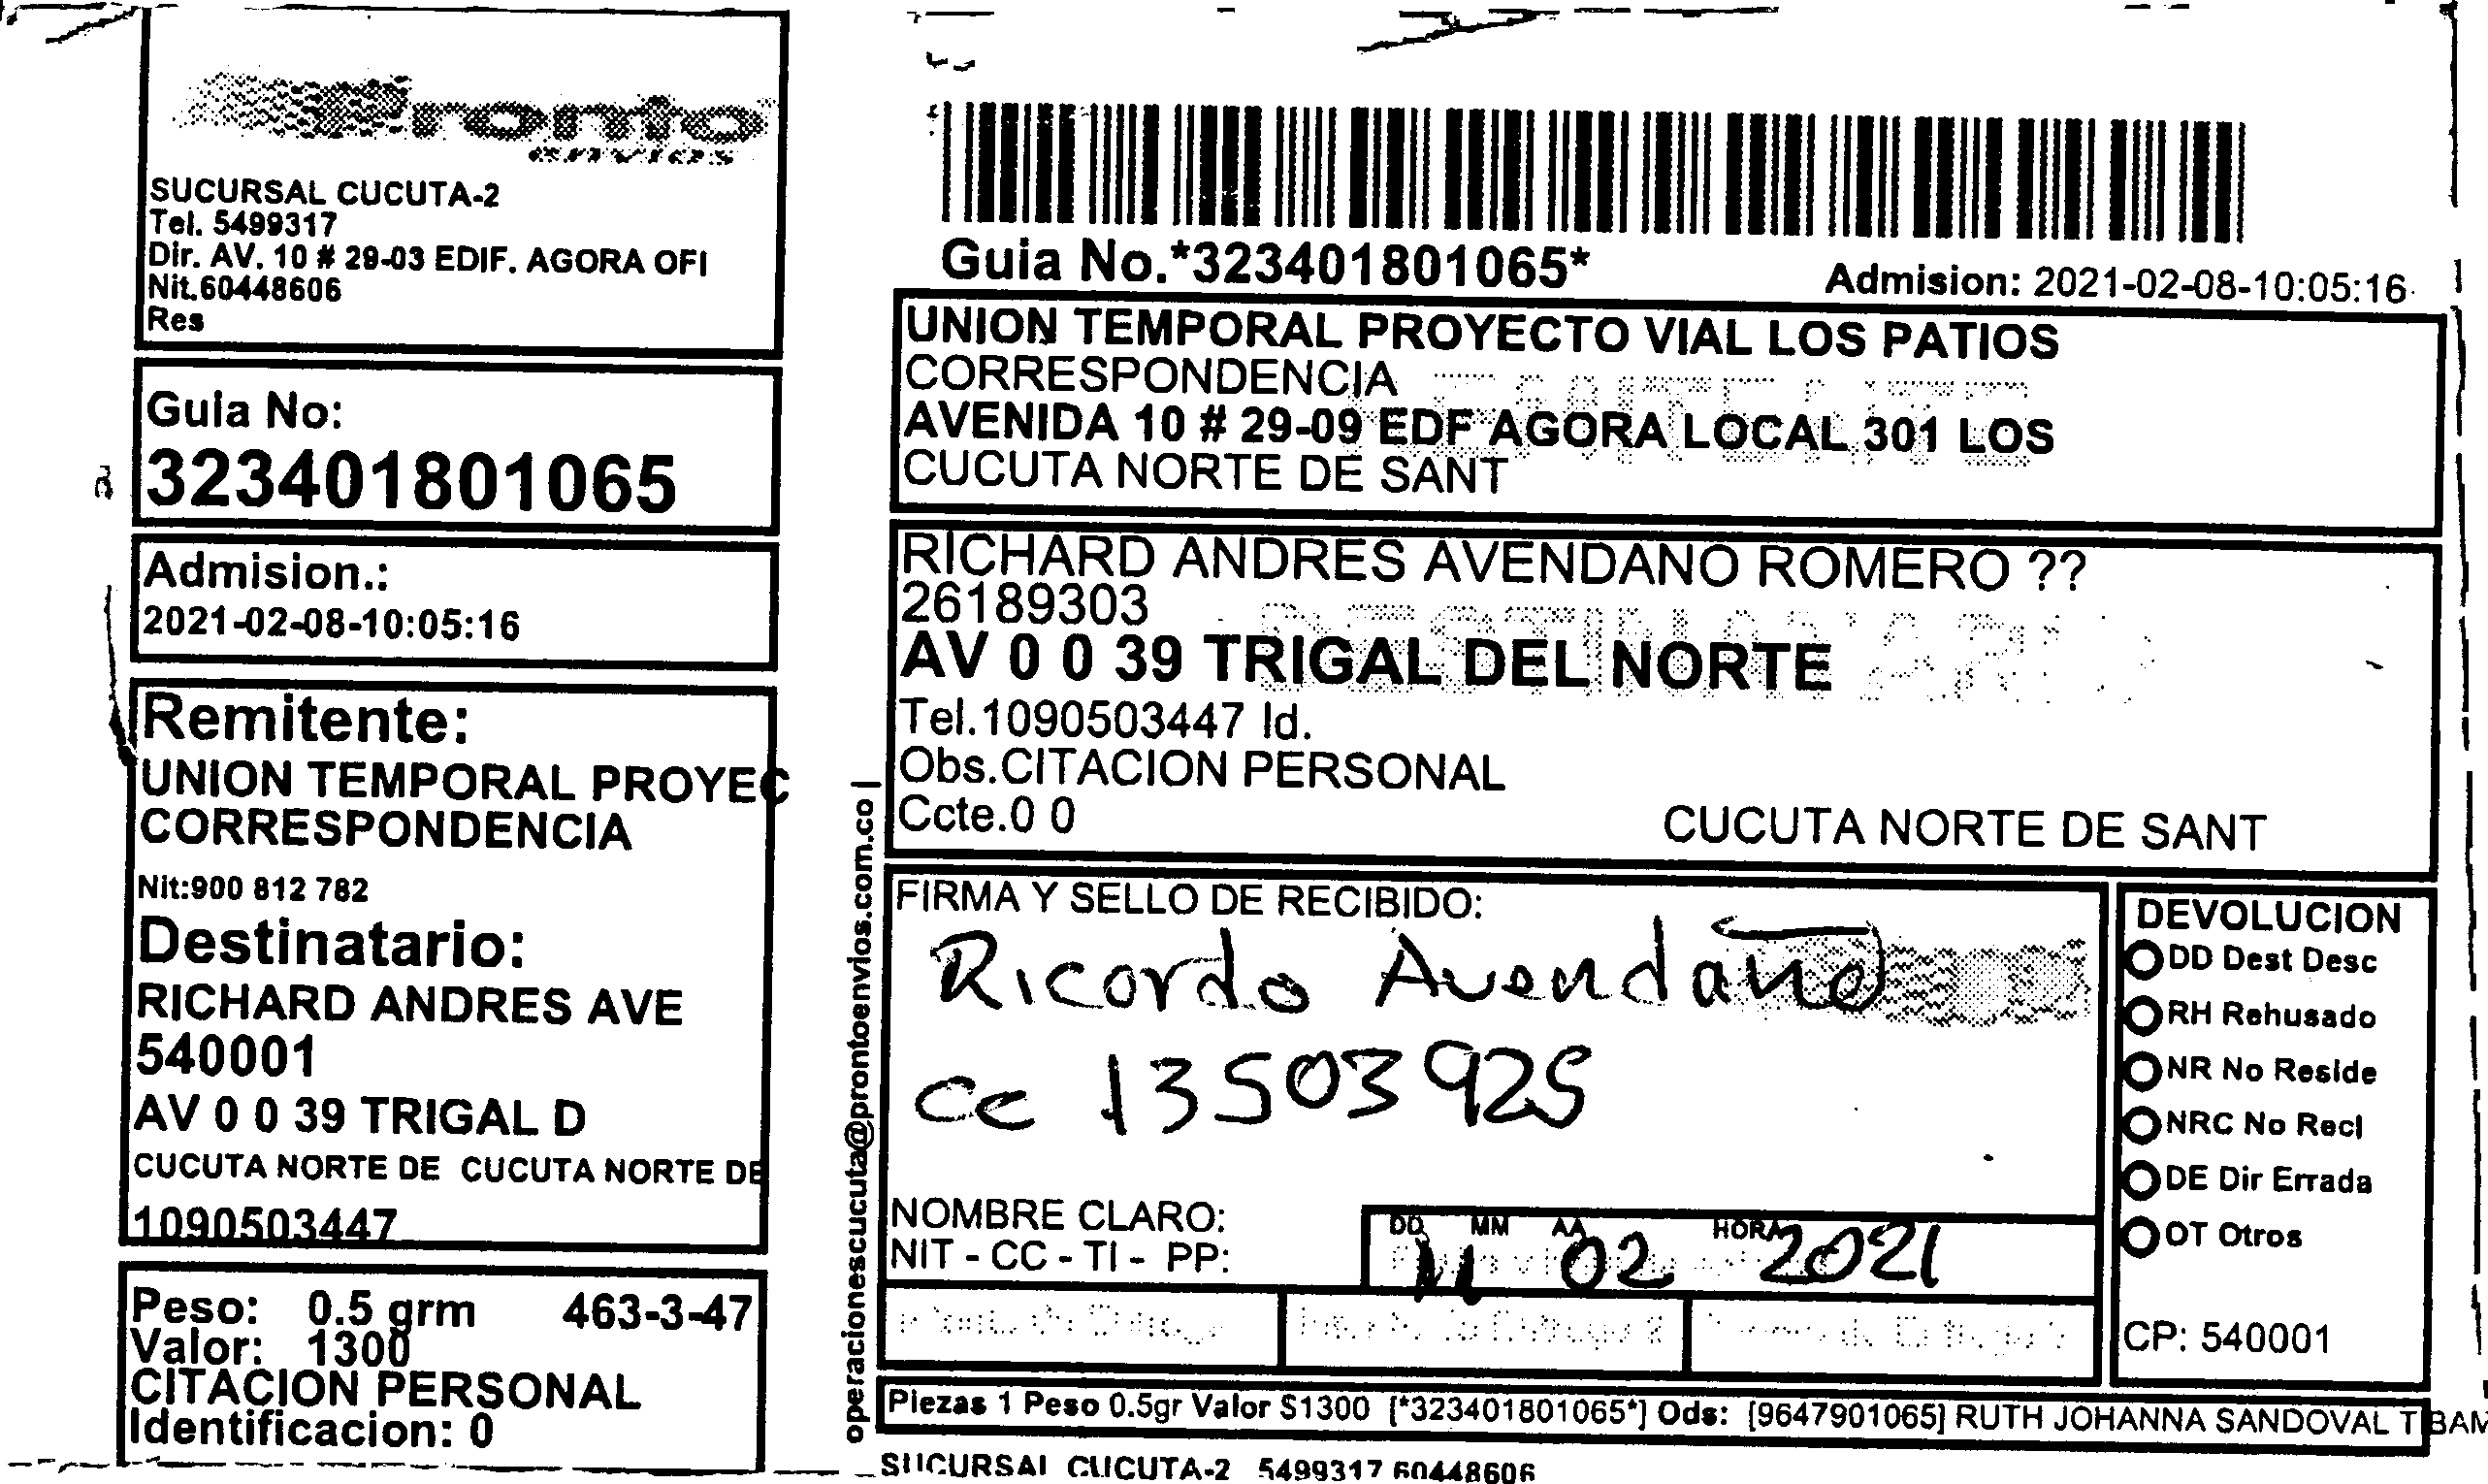 Pronto
envios
SUCURSAL CUCUTA-2
Tel. 5499317
Dir. AV. 10 # 29-03 EDIF. AGORA OFI
Nit.60448606
Res
Guia No:
323401801065
Admision.:
2021-02-08-10:05:16
Remitente:
UNION TEMPORAL PROYEC
CORRESPONDENCIA
Nit:900 812 782
Destinatario:
RICHARD ANDRES AVE
540001
AV 0 0 39 TRIGAL D
CUCUTA NORTE DE CUCUTA NORTE DE
1090503447
Peso: 0.5 grm 463-3-47
Valor: 1300
CITACION PERSONAL
Identificacion: 0
operacionescucuta@prontoenvios.com.co |
Guia No.*323401801065*
Admision: 2021-02-08-10:05:16
UNION TEMPORAL PROYECTO VIAL LOS PATIOS
CORRESPONDENCIA
AVENIDA 10 # 29-09 EDF AGORA LOCAL 301 LOS
CUCUTA NORTE DE SANT
RICHARD ANDRES AVENDANO ROMERO ??
26189303
DESTINATARIO
AV 0 0 39 TRIGAL DEL NORTE
Tel.1090503447 Id.
Obs.CITACION PERSONAL
Ccte.0 0
CUCUTA NORTE DE SANT
FIRMA Y SELLO DE RECIBIDO:
Ricardo Avendaño
cc 13503925
NOMBRE CLARO:
NIT - CC - TI - PP:
DD MM AA HORA
11 02 2021
DEVOLUCION
DD Dest Desc
RH Rehusado
NR No Reside
NRC No Recl
DE Dir Errada
OT Otros
CP: 540001
Piezas 1 Peso 0.5gr Valor $1300 [*323401801065*] Ods: [9647901065] RUTH JOHANNA SANDOVAL TIBAM
SUCURSAL CUCUTA-2 5499317 60448606